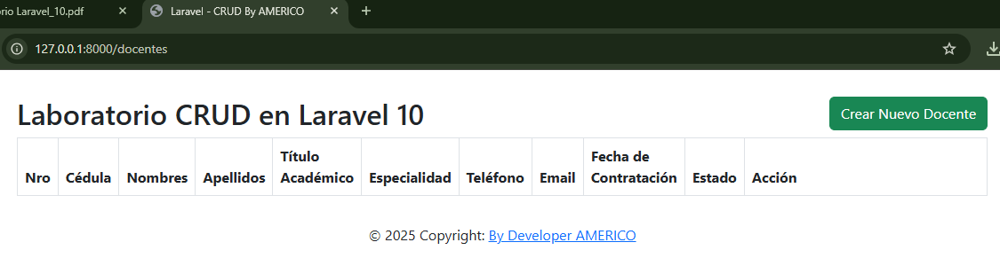 rio Laravel_10.pdf
Laravel - CRUD By AMERICO
127.0.0.1:8000/docentes
Laboratorio CRUD en Laravel 10
Crear Nuevo Docente
Nro Cédula Nombres Apellidos Título Académico Especialidad Teléfono Email Fecha de Contratación Estado Acción
© 2025 Copyright: By Developer AMERICO